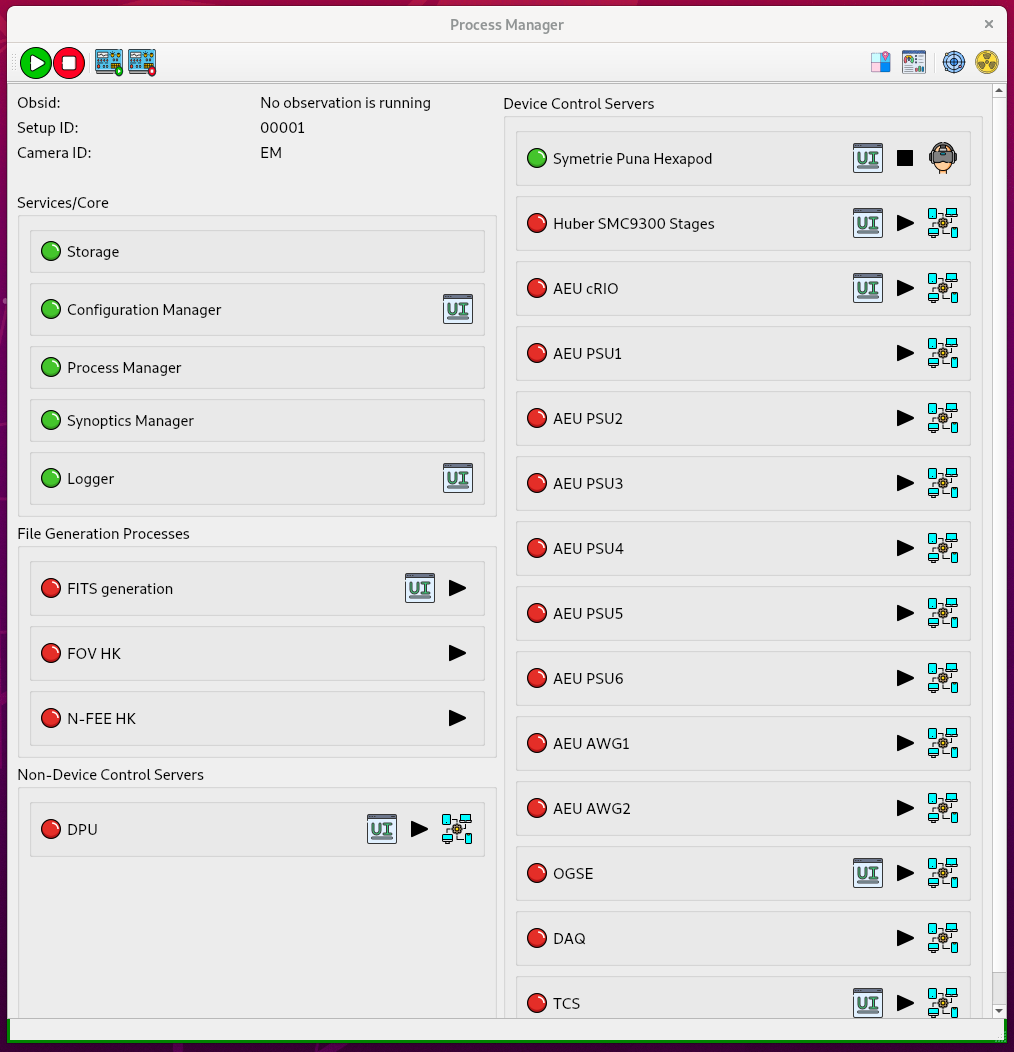 Process Manager
Obsid: No observation is running
Setup ID: 00001
Camera ID: EM
Services/Core
Storage
Configuration Manager UI
Process Manager
Synoptics Manager
Logger UI
File Generation Processes
FITS generation UI
FOV HK
N-FEE HK
Non-Device Control Servers
DPU UI
Device Control Servers
Symetrie Puna Hexapod UI
Huber SMC9300 Stages UI
AEU cRIO UI
AEU PSU1
AEU PSU2
AEU PSU3
AEU PSU4
AEU PSU5
AEU PSU6
AEU AWG1
AEU AWG2
OGSE UI
DAQ
TCS UI